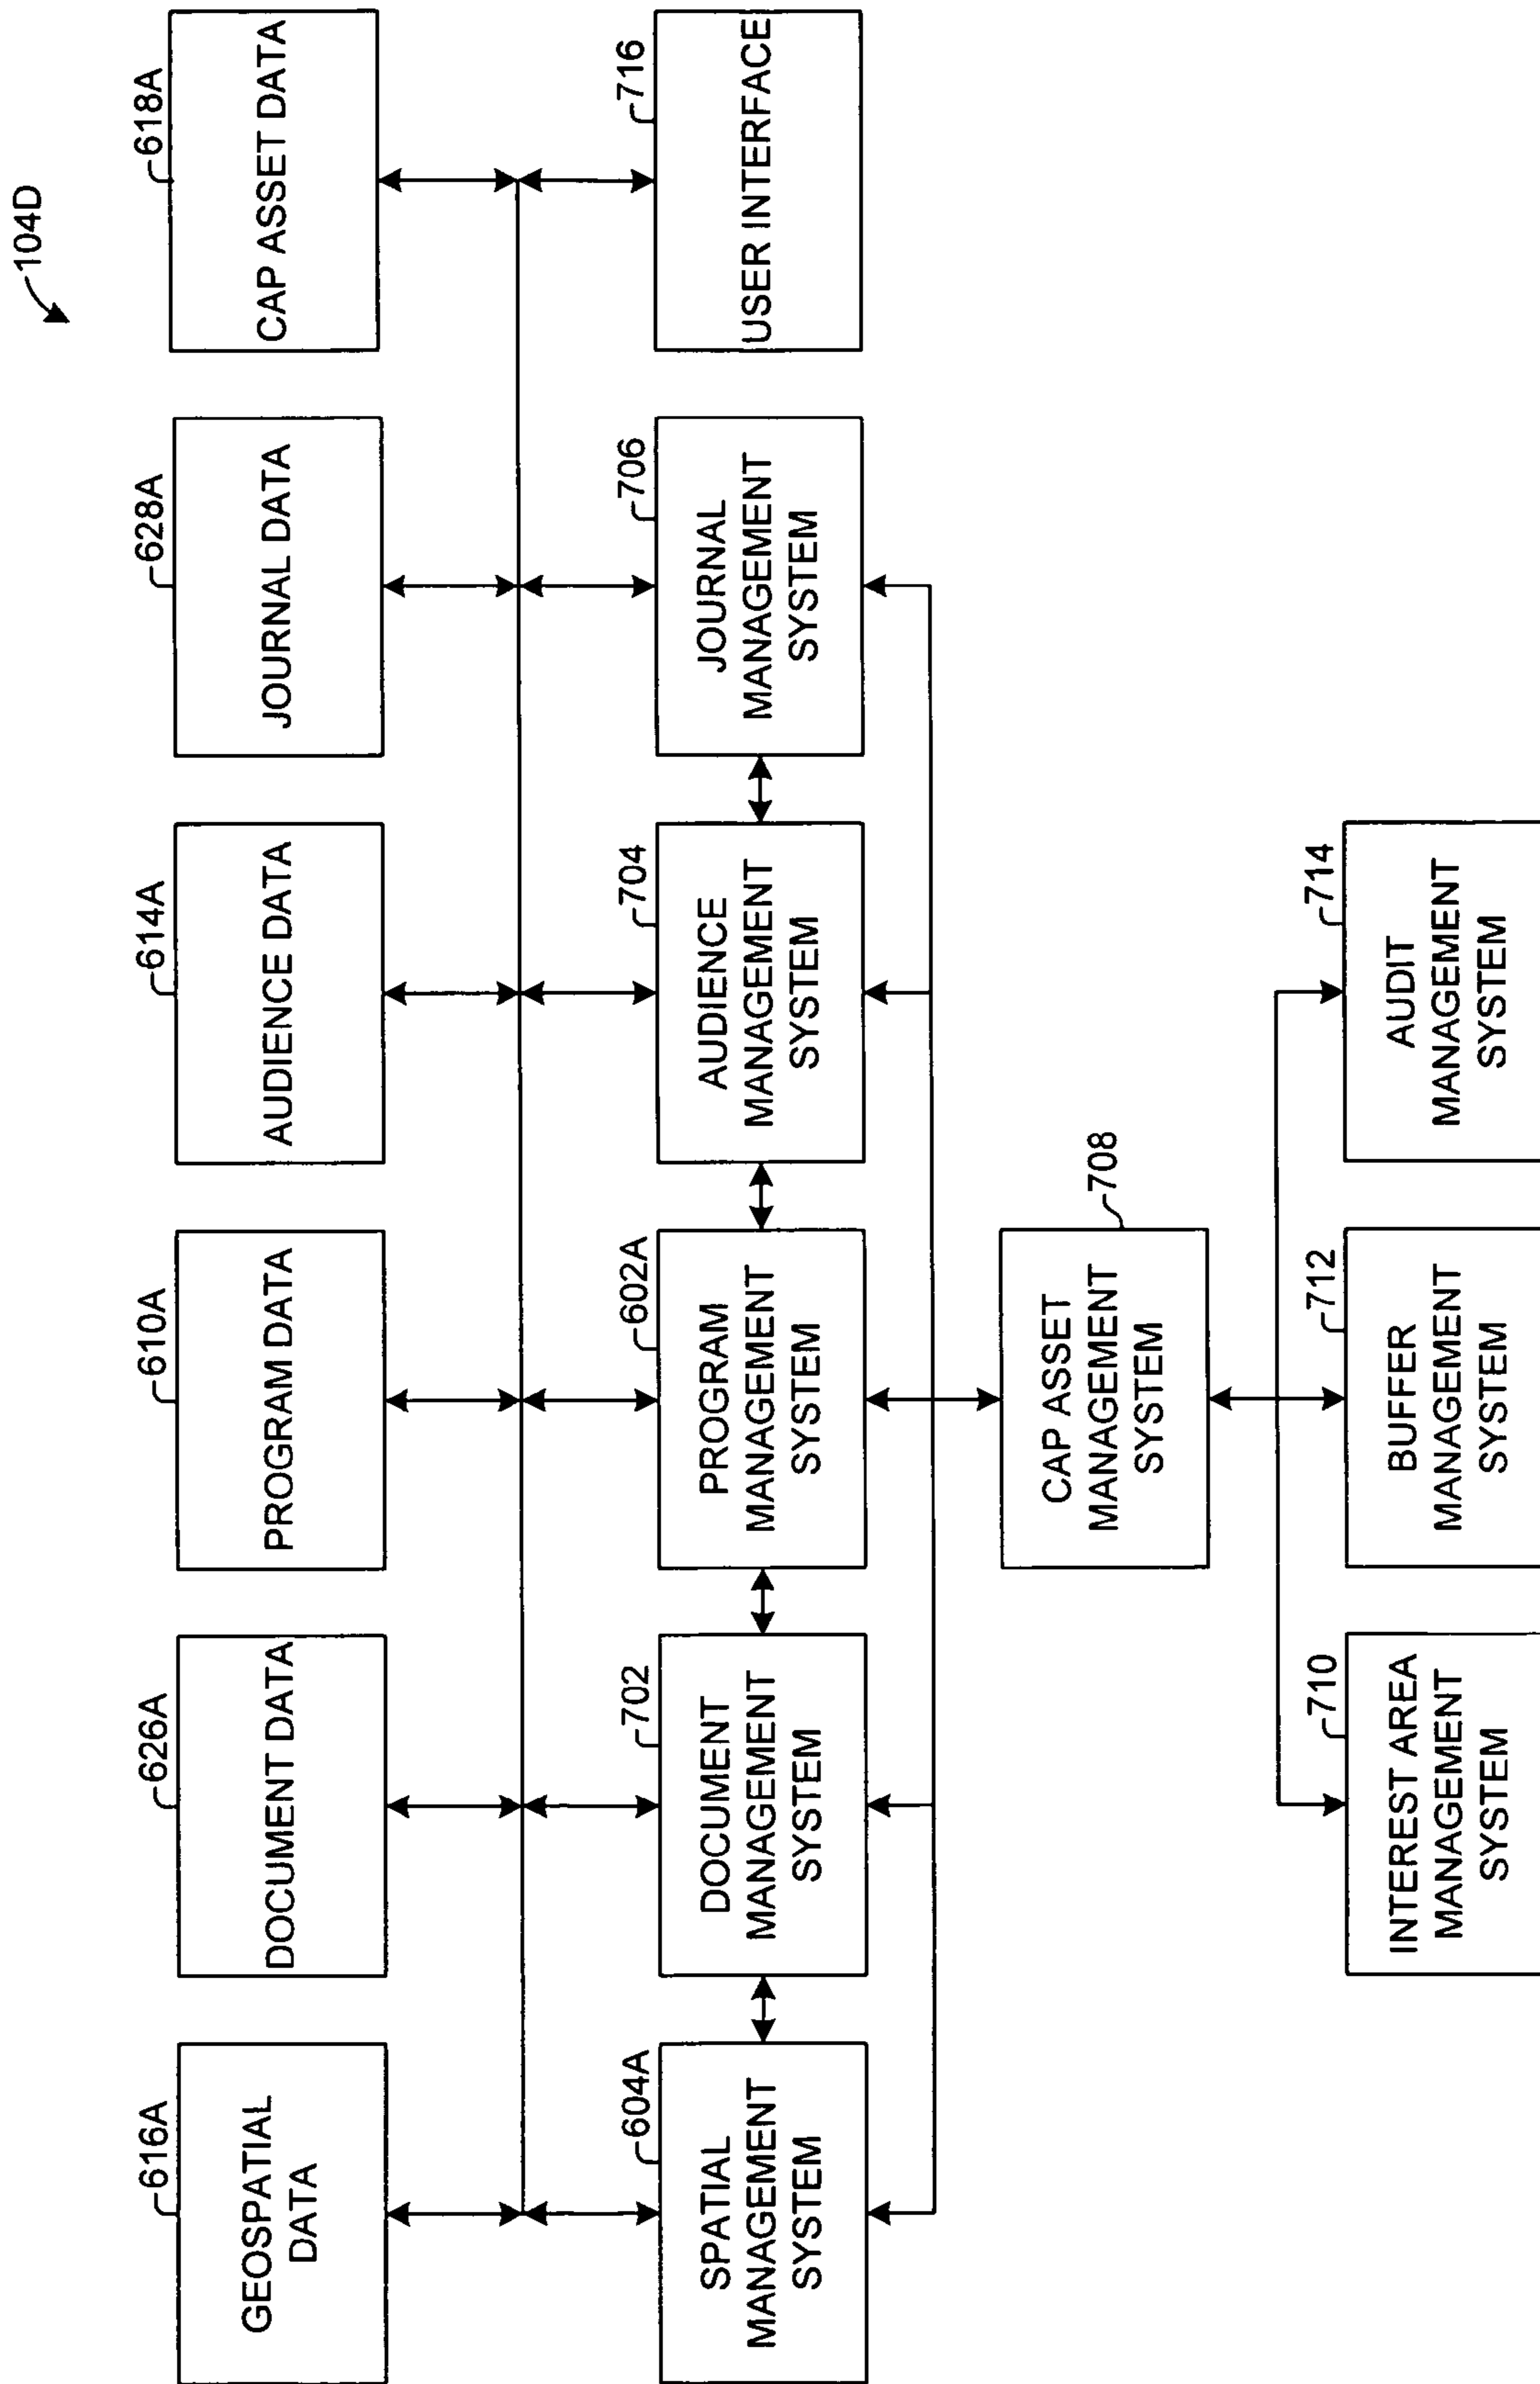 104D
616A
GEOSPATIAL
DATA
626A
DOCUMENT DATA
610A
PROGRAM DATA
614A
AUDIENCE DATA
628A
JOURNAL DATA
618A
CAP ASSET DATA
604A
SPATIAL
MANAGEMENT
SYSTEM
702
DOCUMENT
MANAGEMENT
SYSTEM
602A
PROGRAM
MANAGEMENT
SYSTEM
704
AUDIENCE
MANAGEMENT
SYSTEM
706
JOURNAL
MANAGEMENT
SYSTEM
716
USER INTERFACE
708
CAP ASSET
MANAGEMENT
SYSTEM
710
INTEREST AREA
MANAGEMENT
SYSTEM
712
BUFFER
MANAGEMENT
SYSTEM
714
AUDIT
MANAGEMENT
SYSTEM